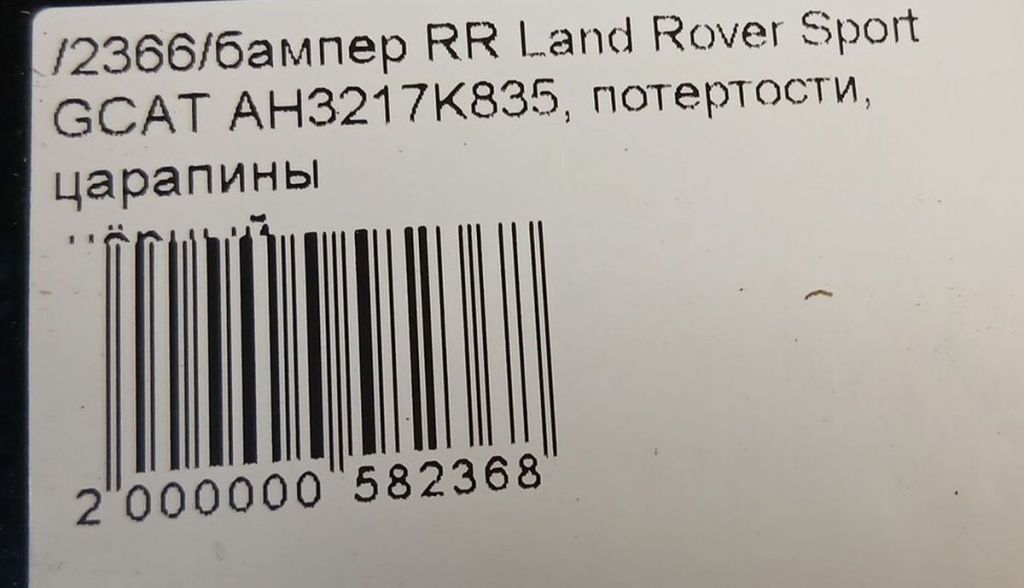 /2366/бампер RR Land Rover Sport
GCAT AH3217K835, потертости,
царапины
2 000000 582368